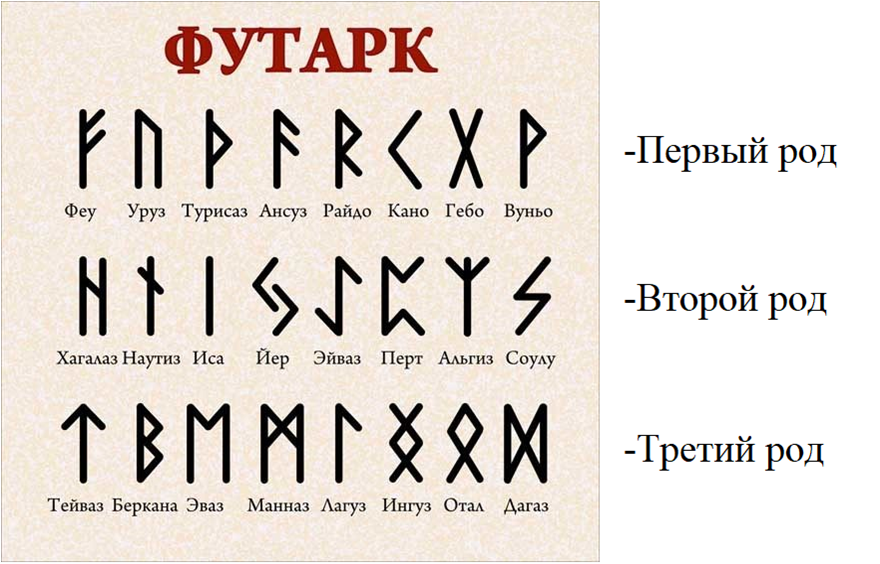 ФУТАРК
ᚠ ᚢ ᚦ ᚨ ᚱ ᚲ ᚷ ᚹ
-Первый род
Феу Уруз Турисаз Ансуз Райдо Кано Гебо Вуньо
ᚺ ᚾ ᛁ ᛃ ᛇ ᛈ ᛉ ᛊ
-Второй род
Хагалаз Наутиз Иса Йер Эйваз Перт Альгиз Соулу
ᛏ ᛒ ᛖ ᛗ ᛚ ᛝ ᛟ ᛞ
-Третий род
Тейваз Беркана Эваз Манназ Лагуз Ингуз Отал Дагаз